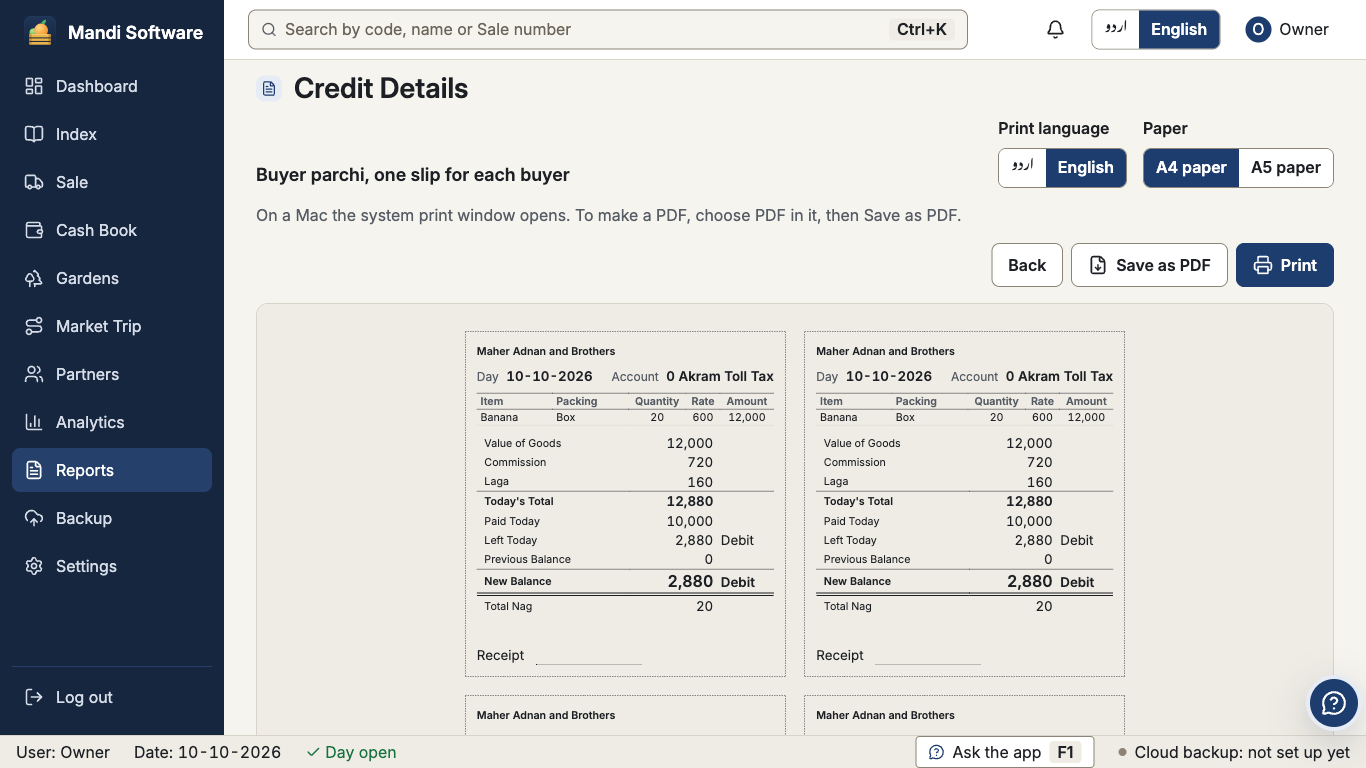 Mandi Software
Dashboard
Index
Sale
Cash Book
Gardens
Market Trip
Partners
Analytics
Reports
Backup
Settings
Log out
Search by code, name or Sale number Ctrl+K
اردو English
O Owner
Credit Details
Print language Paper
اردو English A4 paper A5 paper
Buyer parchi, one slip for each buyer
On a Mac the system print window opens. To make a PDF, choose PDF in it, then Save as PDF.
Back Save as PDF Print
Maher Adnan and Brothers
Day 10-10-2026 Account 0 Akram Toll Tax
Item Packing Quantity Rate Amount
Banana Box 20 600 12,000
Value of Goods 12,000
Commission 720
Laga 160
Today's Total 12,880
Paid Today 10,000
Left Today 2,880 Debit
Previous Balance 0
New Balance 2,880 Debit
Total Nag 20
Receipt
Maher Adnan and Brothers
Day 10-10-2026 Account 0 Akram Toll Tax
Item Packing Quantity Rate Amount
Banana Box 20 600 12,000
Value of Goods 12,000
Commission 720
Laga 160
Today's Total 12,880
Paid Today 10,000
Left Today 2,880 Debit
Previous Balance 0
New Balance 2,880 Debit
Total Nag 20
Receipt
Maher Adnan and Brothers
Maher Adnan and Brothers
User: Owner Date: 10-10-2026 Day open
Ask the app F1 Cloud backup: not set up yet